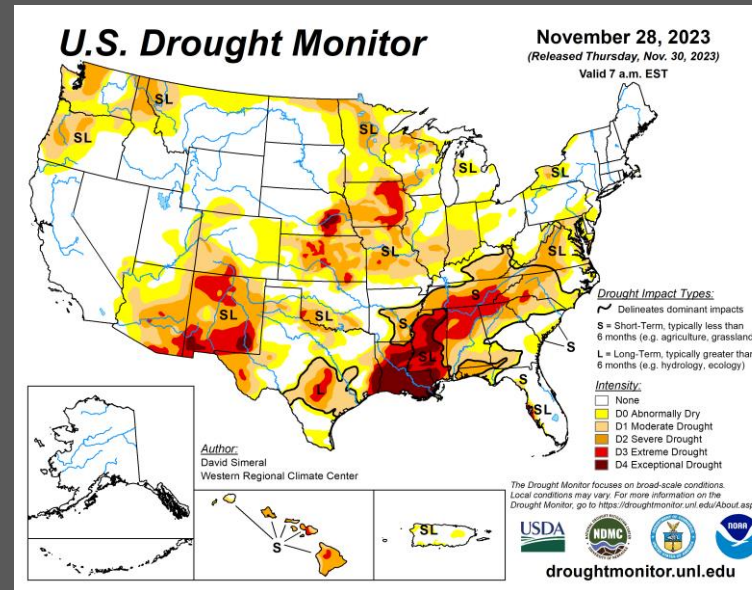 U.S. Drought Monitor
November 28, 2023
(Released Thursday, Nov. 30, 2023)
Valid 7 a.m. EST
SL
SL
SL
SL
SL
SL
SL
SL
SL
S
S
SL
L
S
S
SL
Drought Impact Types:
Delineates dominant impacts
S = Short-Term, typically less than
6 months (e.g. agriculture, grassland
L = Long-Term, typically greater than
6 months (e.g. hydrology, ecology)
Intensity:
None
D0 Abnormally Dry
D1 Moderate Drought
D2 Severe Drought
D3 Extreme Drought
D4 Exceptional Drought
Author:
David Simeral
Western Regional Climate Center
S
SL
The Drought Monitor focuses on broad-scale conditions.
Local conditions may vary. For more information on the
Drought Monitor, go to https://droughtmonitor.unl.edu/About.asp
USDA
NDMC
NOAA
droughtmonitor.unl.edu